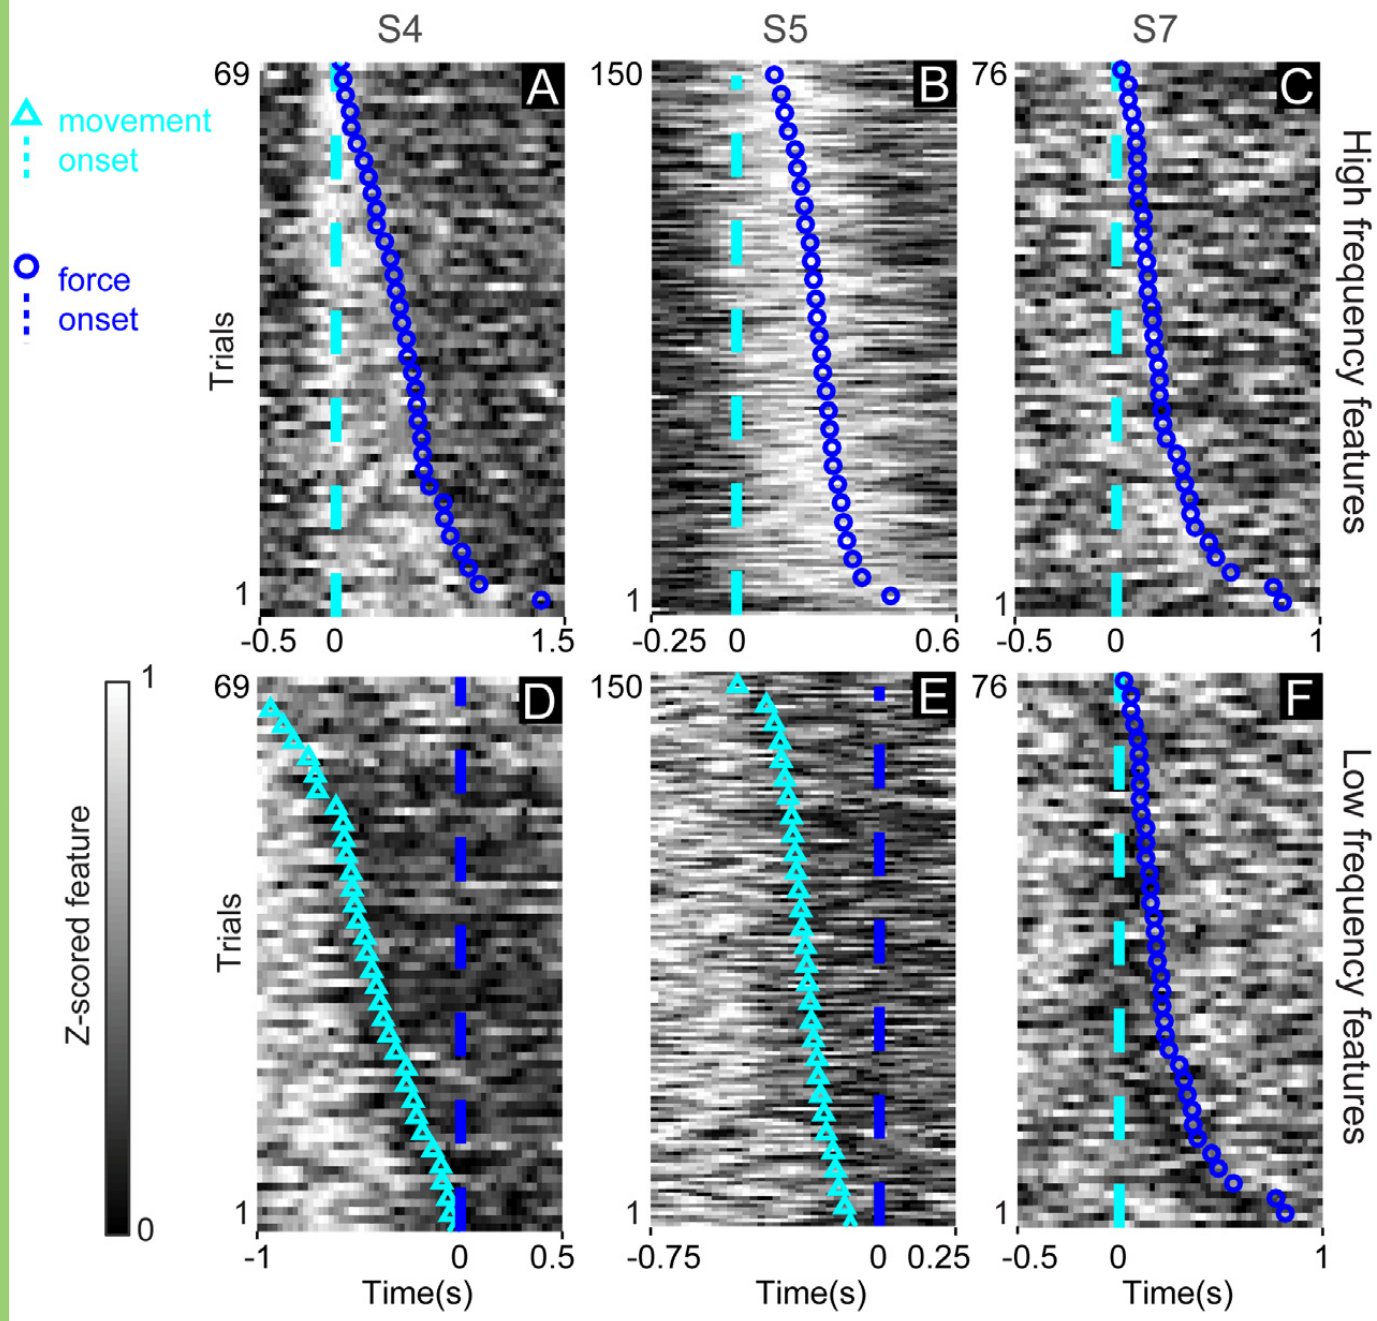 S4 S5 S7
movement
onset
force
onset
69
A
Trials
1
-0.5 0 1.5
150
B
1
-0.25 0 0.6
76
C
1
-0.5 0 1
High frequency features
1
Z-scored feature
0
69
D
Trials
1
-1 0 0.5
Time(s)
150
E
1
-0.75 0 0.25
Time(s)
76
F
1
-0.5 0 1
Time(s)
Low frequency features